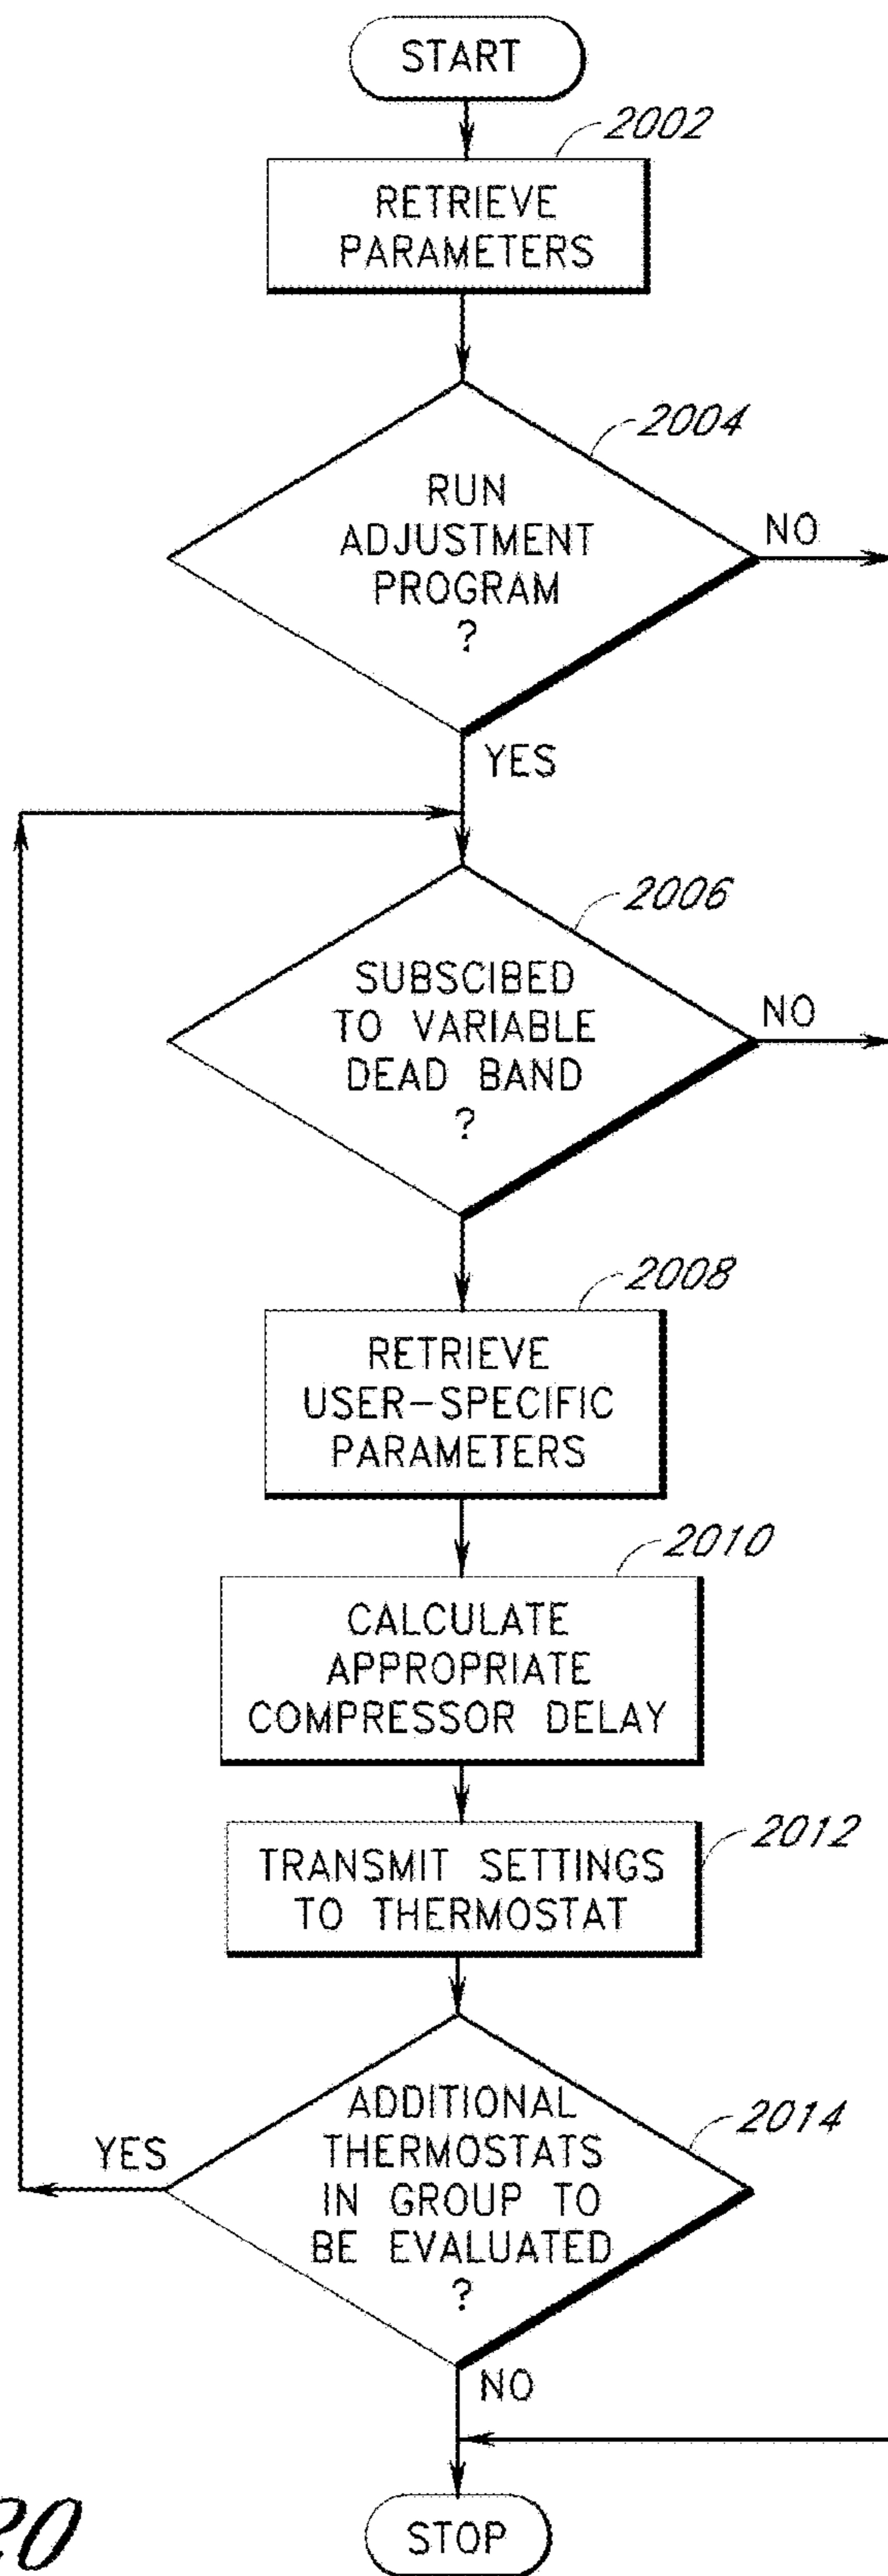 START
2002
RETRIEVE
PARAMETERS
2004
RUN
ADJUSTMENT
PROGRAM
?
NO
YES
2006
SUBSCIBED
TO VARIABLE
DEAD BAND
?
NO
2008
RETRIEVE
USER-SPECIFIC
PARAMETERS
2010
CALCULATE
APPROPRIATE
COMPRESSOR DELAY
2012
TRANSMIT SETTINGS
TO THERMOSTAT
2014
ADDITIONAL
THERMOSTATS
IN GROUP TO
BE EVALUATED
?
YES
NO
STOP
20